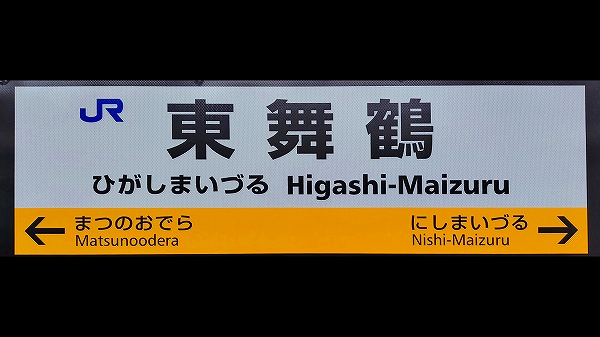 JR
東舞鶴
ひがしまいづる Higashi-Maizuru
← まつのおでら
Matsunoodera
にしまいづる →
Nishi-Maizuru